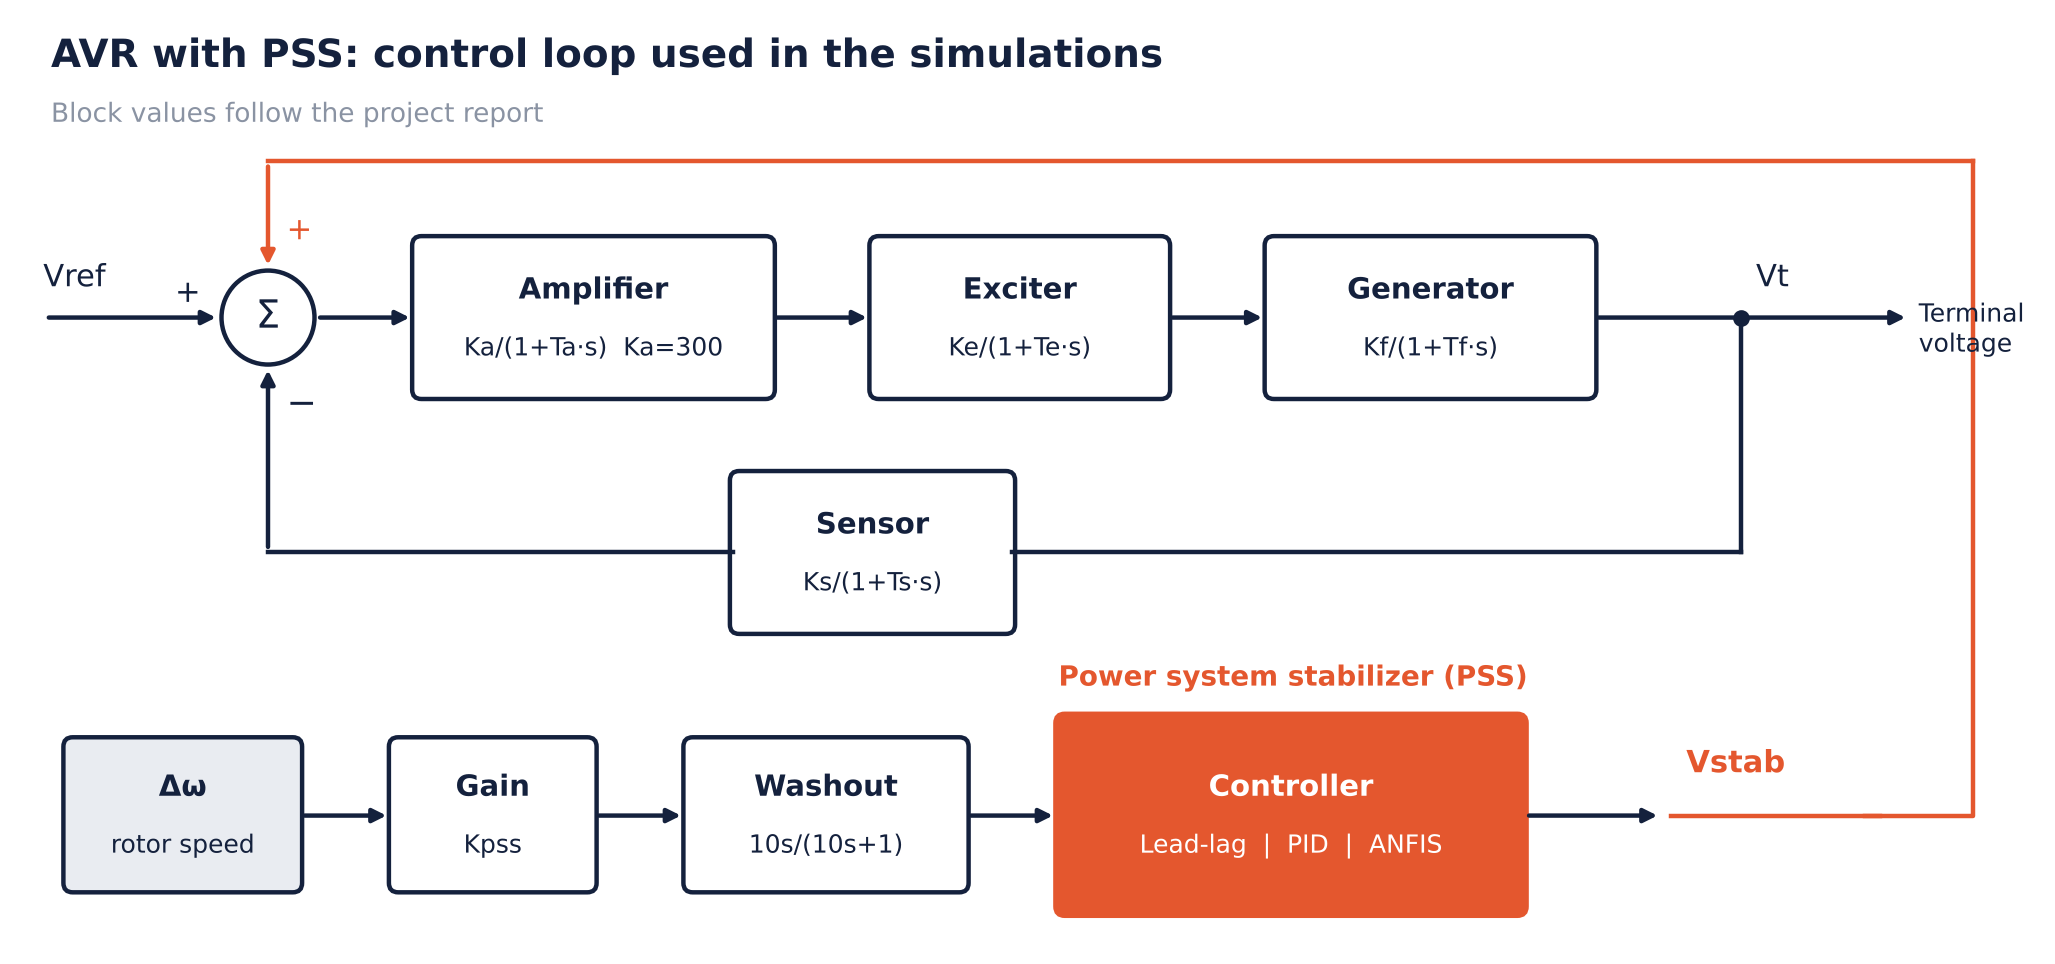 AVR with PSS: control loop used in the simulations
Block values follow the project report
Vref
+
+
Σ
−
Amplifier
Ka/(1+Ta·s)  Ka=300
Exciter
Ke/(1+Te·s)
Generator
Kf/(1+Tf·s)
Vt
Terminal
voltage
Sensor
Ks/(1+Ts·s)
Power system stabilizer (PSS)
Δω
rotor speed
Gain
Kpss
Washout
10s/(10s+1)
Controller
Lead-lag  |  PID  |  ANFIS
Vstab